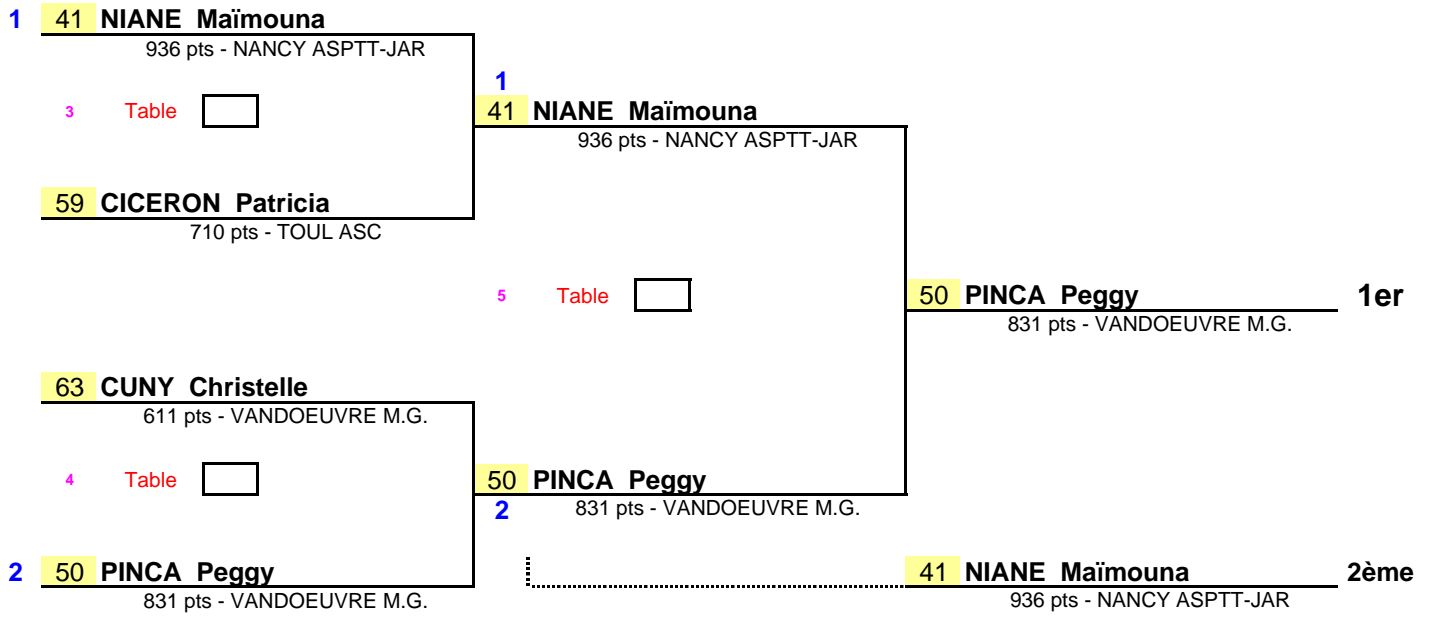 1 41 NIANE Maïmouna
936 pts - NANCY ASPTT-JAR
1
3 Table
41 NIANE Maïmouna
936 pts - NANCY ASPTT-JAR
59 CICERON Patricia
710 pts - TOUL ASC
5 Table
50 PINCA Peggy 1er
831 pts - VANDOEUVRE M.G.
63 CUNY Christelle
611 pts - VANDOEUVRE M.G.
4 Table
50 PINCA Peggy
2 831 pts - VANDOEUVRE M.G.
2 50 PINCA Peggy
831 pts - VANDOEUVRE M.G.
41 NIANE Maïmouna 2ème
936 pts - NANCY ASPTT-JAR